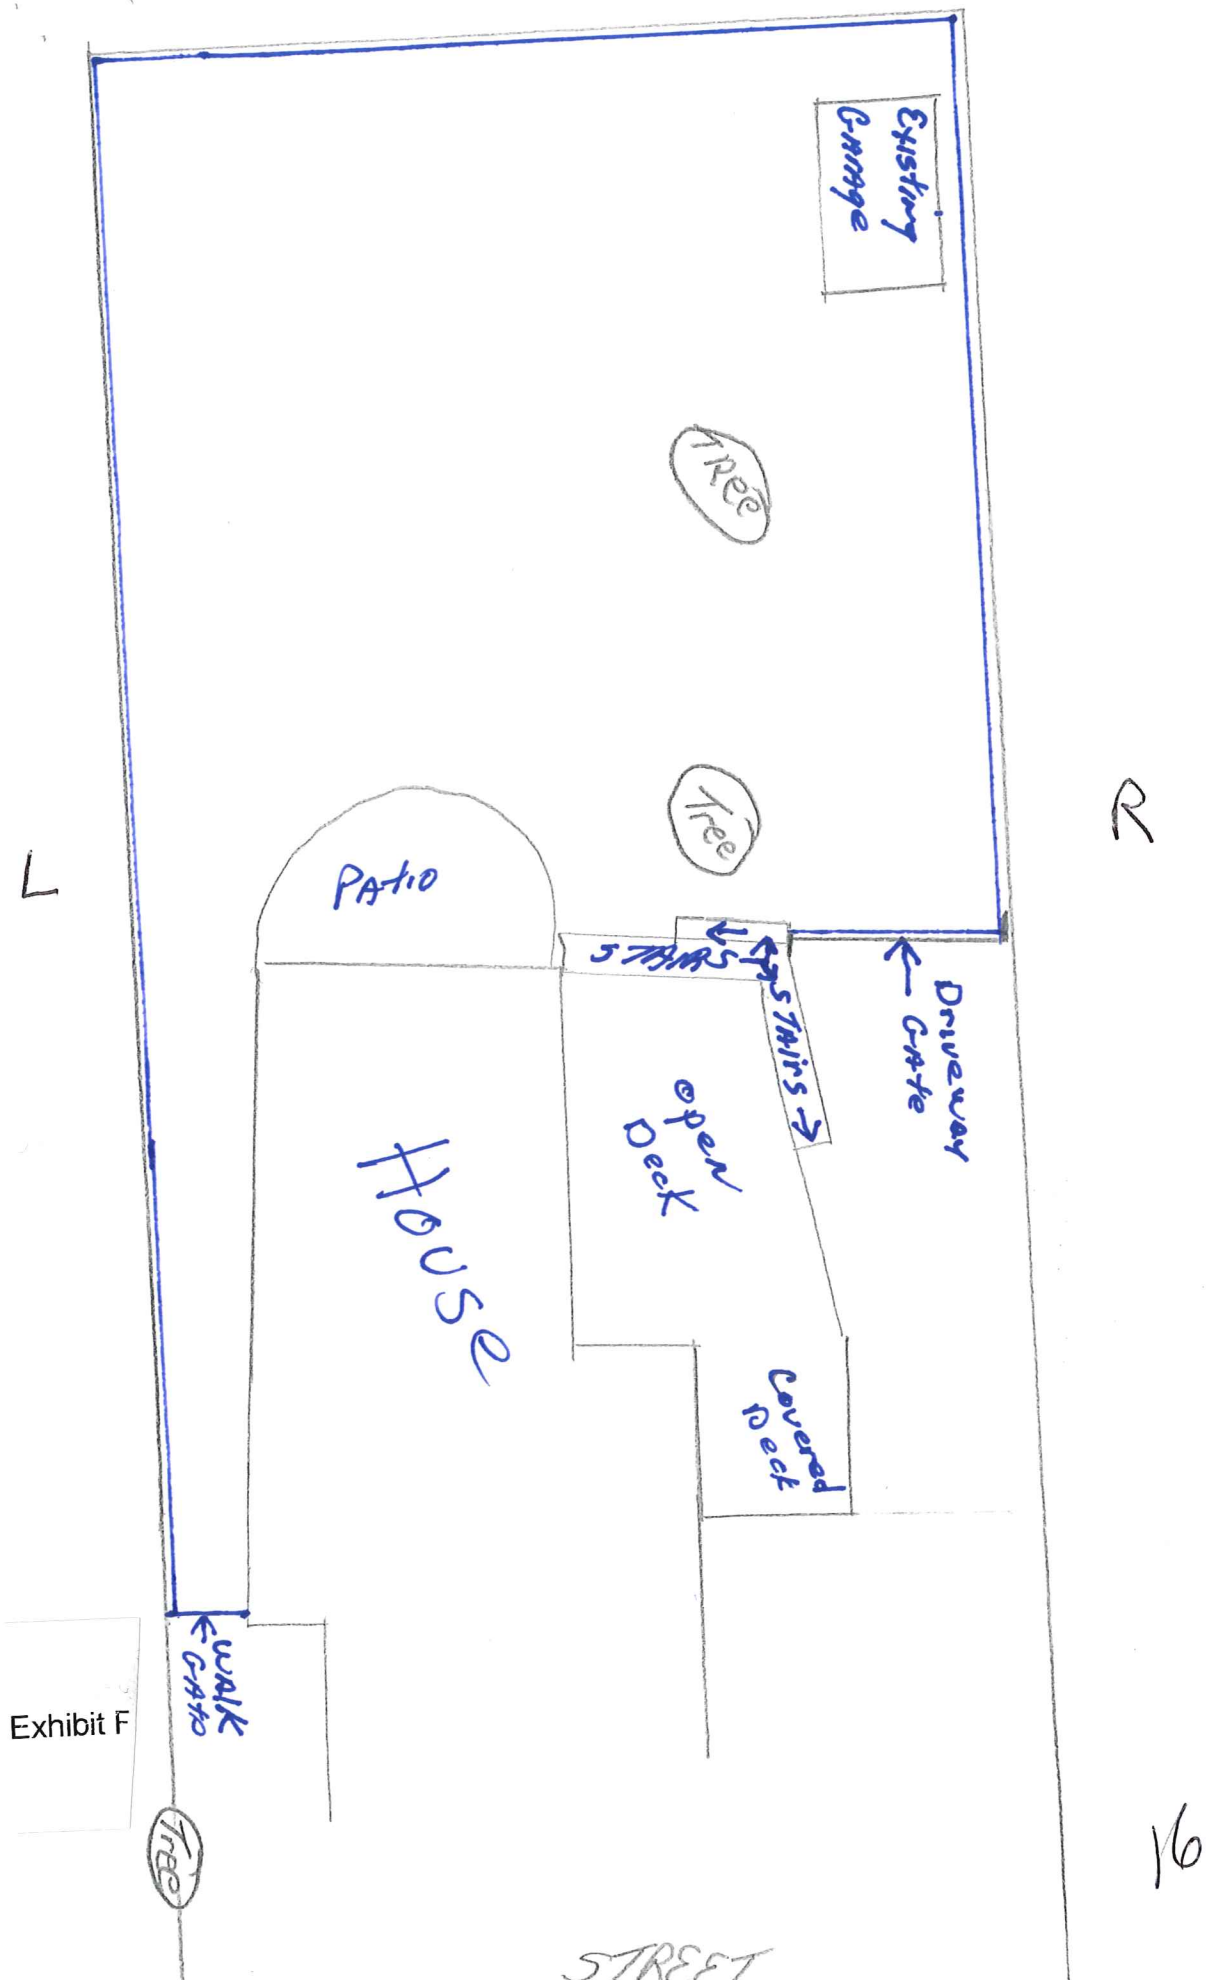 Existing
Garage
TRee
Tree
R
L
PAtio
STAIRS
STAIrs
Driveway
GAte
open
Deck
House
Covered
Deck
WAlK
GAte
Exhibit F
Tree
16
STREET